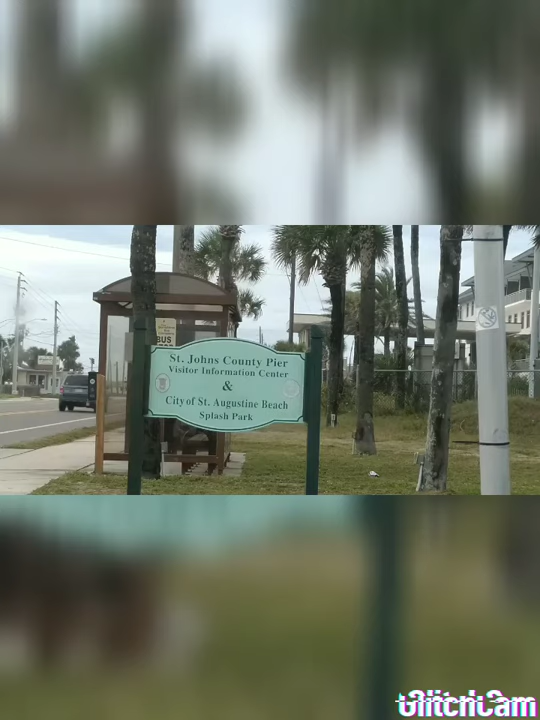 BUS
St. Johns County Pier
Visitor Information Center
&
City of St. Augustine Beach
Splash Park
GlitchCam